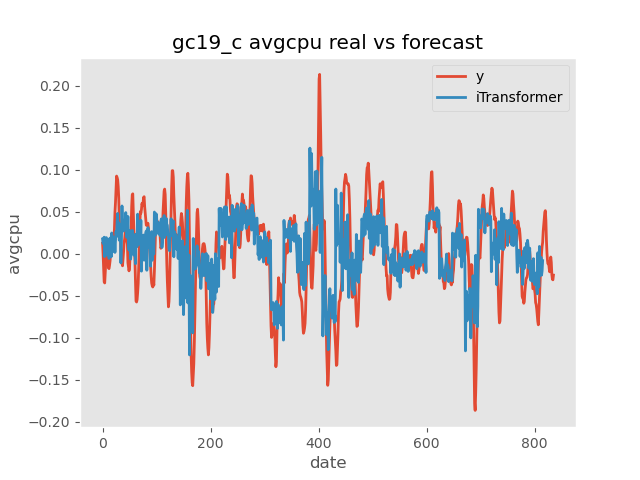 gc19_c avgcpu real vs forecast
y
iTransformer
avgcpu
0.20
0.15
0.10
0.05
0.00
−0.05
−0.10
−0.15
−0.20
0 200 400 600 800
date